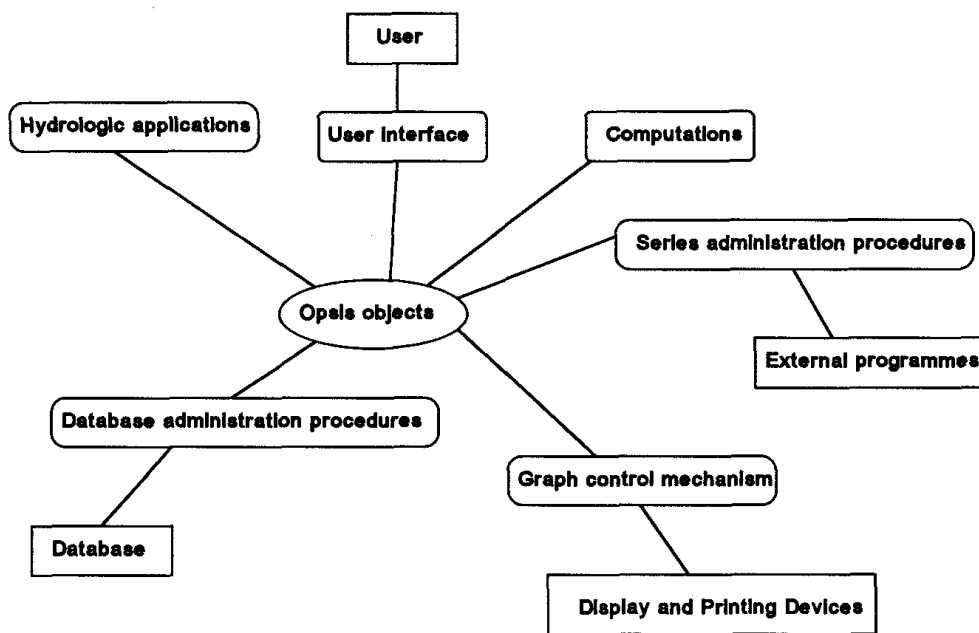 User
Hydrologic applications
User Interface
Computations
Series administration procedures
Opsis objects
External programmes
Database administration procedures
Graph control mechanism
Database
Display and Printing Devices